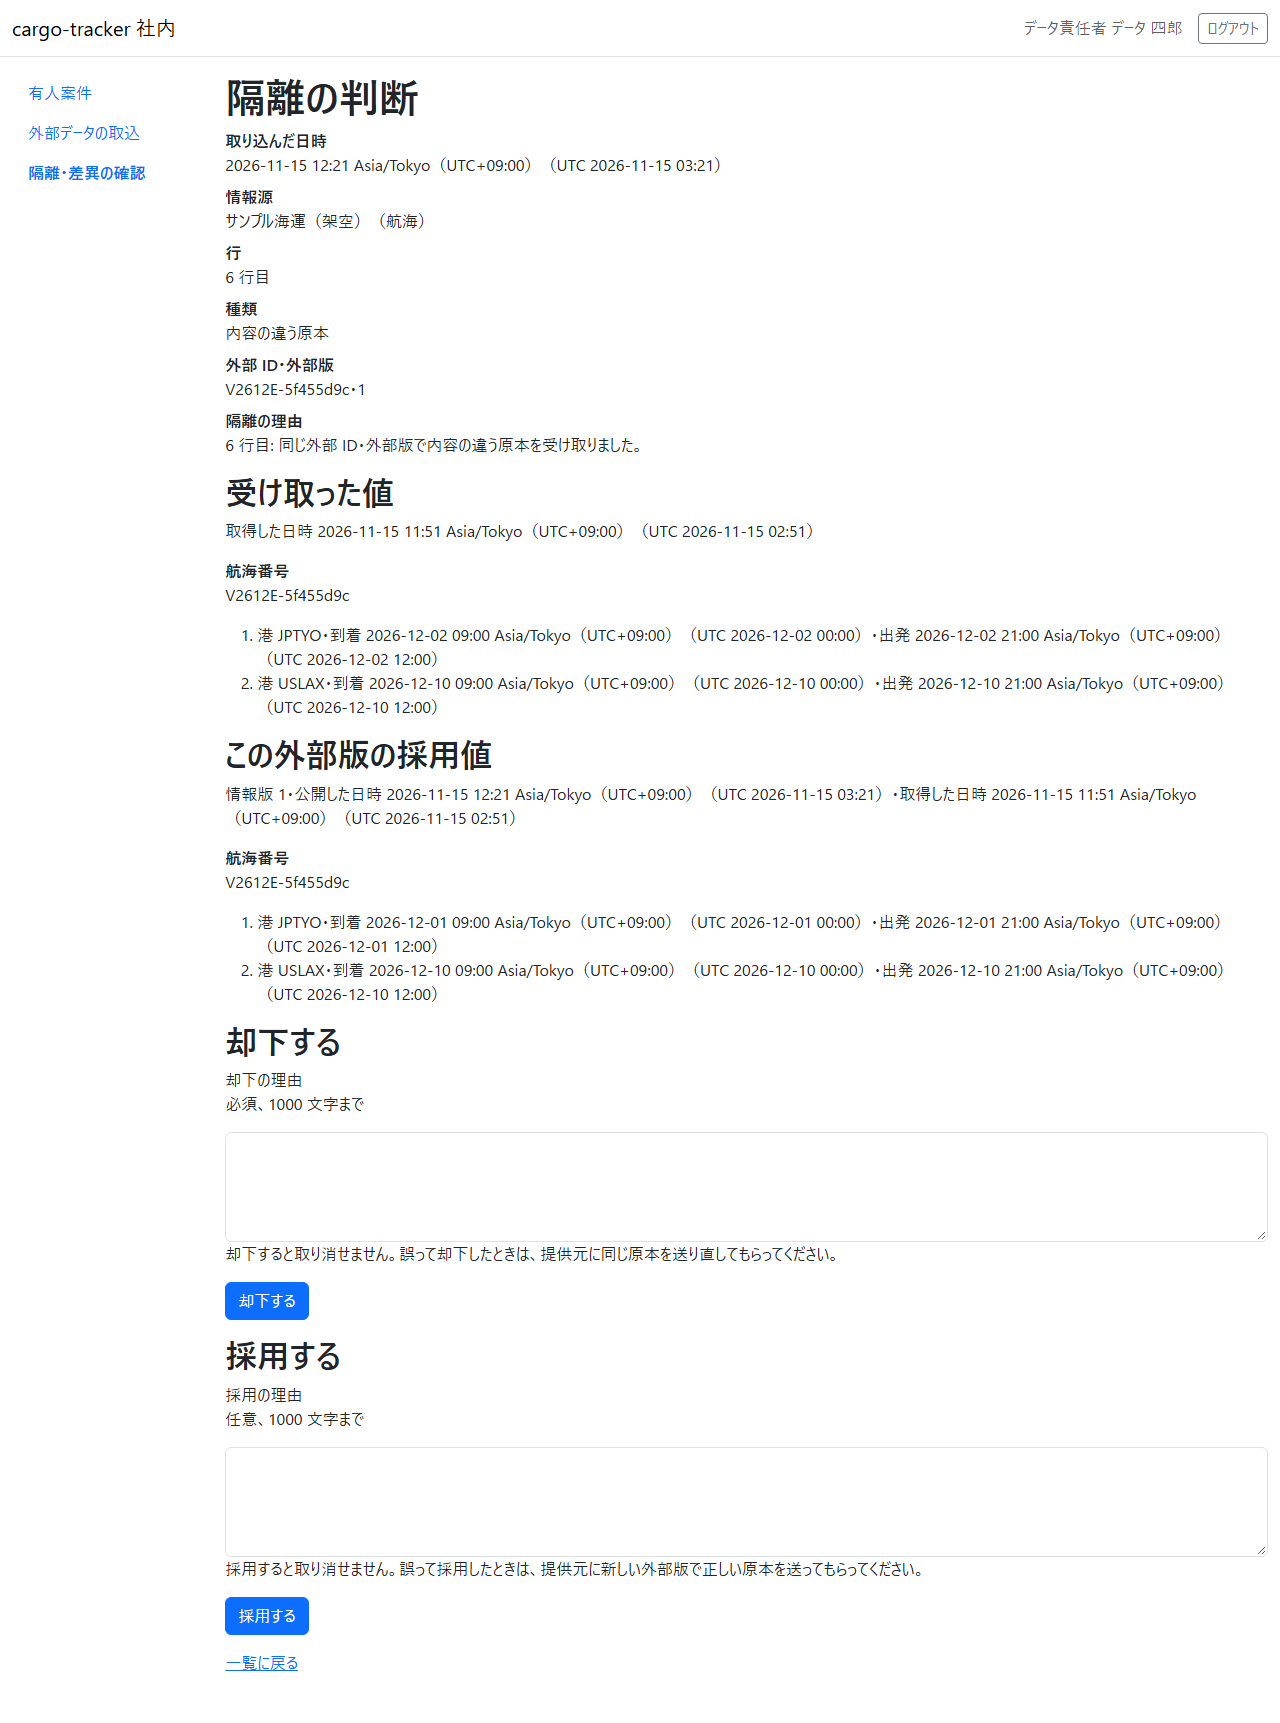 cargo-tracker 社内
データ責任者 データ 四郎
ログアウト
有人案件
外部データの取込
隔離・差異の確認
隔離の判断
取り込んだ日時
2026-11-15 12:21 Asia/Tokyo（UTC+09:00）（UTC 2026-11-15 03:21）
情報源
サンプル海運（架空）（航海）
行
6 行目
種類
内容の違う原本
外部 ID・外部版
V2612E-5f455d9c・1
隔離の理由
6 行目: 同じ外部 ID・外部版で内容の違う原本を受け取りました。
受け取った値
取得した日時 2026-11-15 11:51 Asia/Tokyo（UTC+09:00）（UTC 2026-11-15 02:51）
航海番号
V2612E-5f455d9c
1. 港 JPTYO・到着 2026-12-02 09:00 Asia/Tokyo（UTC+09:00）（UTC 2026-12-02 00:00）・出発 2026-12-02 21:00 Asia/Tokyo（UTC+09:00）
（UTC 2026-12-02 12:00）
2. 港 USLAX・到着 2026-12-10 09:00 Asia/Tokyo（UTC+09:00）（UTC 2026-12-10 00:00）・出発 2026-12-10 21:00 Asia/Tokyo（UTC+09:00）
（UTC 2026-12-10 12:00）
この外部版の採用値
情報版 1・公開した日時 2026-11-15 12:21 Asia/Tokyo（UTC+09:00）（UTC 2026-11-15 03:21）・取得した日時 2026-11-15 11:51 Asia/Tokyo
（UTC+09:00）（UTC 2026-11-15 02:51）
航海番号
V2612E-5f455d9c
1. 港 JPTYO・到着 2026-12-01 09:00 Asia/Tokyo（UTC+09:00）（UTC 2026-12-01 00:00）・出発 2026-12-01 21:00 Asia/Tokyo（UTC+09:00）
（UTC 2026-12-01 12:00）
2. 港 USLAX・到着 2026-12-10 09:00 Asia/Tokyo（UTC+09:00）（UTC 2026-12-10 00:00）・出発 2026-12-10 21:00 Asia/Tokyo（UTC+09:00）
（UTC 2026-12-10 12:00）
却下する
却下の理由
必須、1000 文字まで
却下すると取り消せません。誤って却下したときは、提供元に同じ原本を送り直してもらってください。
却下する
採用する
採用の理由
任意、1000 文字まで
採用すると取り消せません。誤って採用したときは、提供元に新しい外部版で正しい原本を送ってもらってください。
採用する
一覧に戻る